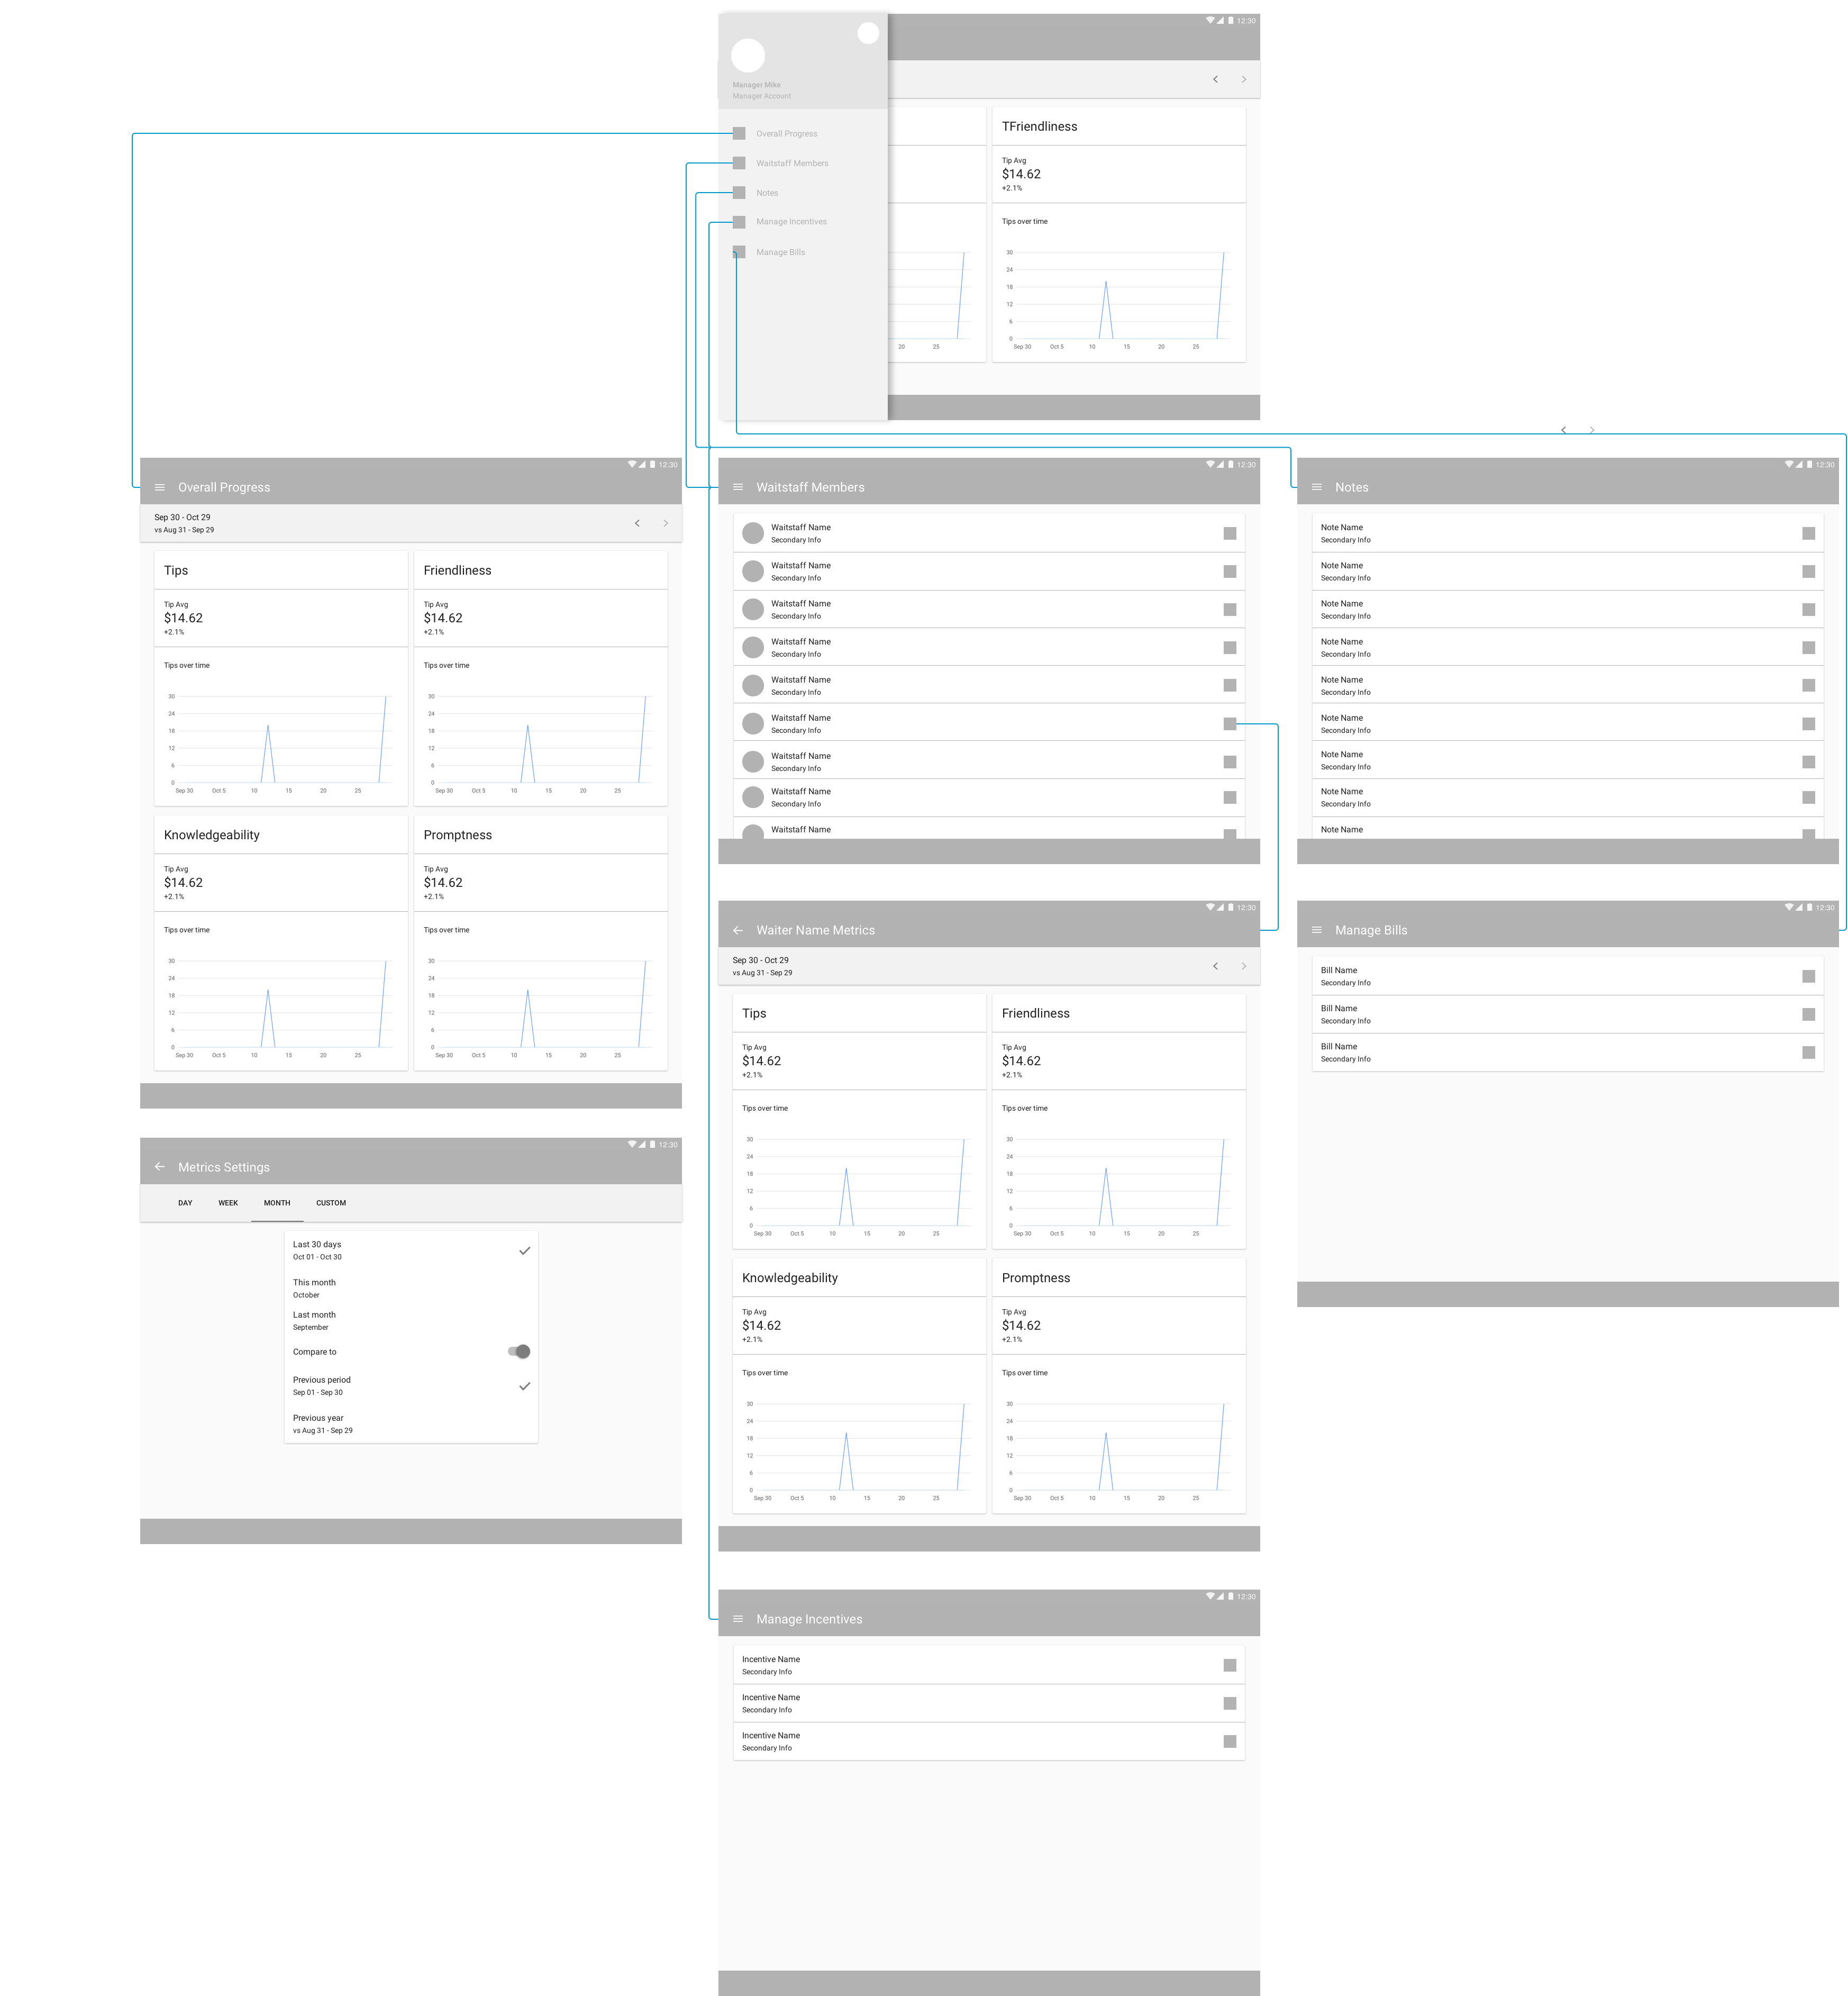 12:30
Manager Mike
Manager Account
Overall Progress
Waitstaff Members
Notes
Manage Incentives
Manage Bills
20 25
TFriendliness
Tip Avg
$14.62
+2.1%
Tips over time
30
24
18
12
6
0
Sep 30 Oct 5 10 15 20 25
12:30
Overall Progress
Sep 30 - Oct 29
vs Aug 31 - Sep 29
Tips
Tip Avg
$14.62
+2.1%
Tips over time
30
24
18
12
6
0
Sep 30 Oct 5 10 15 20 25
Friendliness
Tip Avg
$14.62
+2.1%
Tips over time
30
24
18
12
6
0
Sep 30 Oct 5 10 15 20 25
Knowledgeability
Tip Avg
$14.62
+2.1%
Tips over time
30
24
18
12
6
0
Sep 30 Oct 5 10 15 20 25
Promptness
Tip Avg
$14.62
+2.1%
Tips over time
30
24
18
12
6
0
Sep 30 Oct 5 10 15 20 25
12:30
Waitstaff Members
Waitstaff Name
Secondary Info
Waitstaff Name
Secondary Info
Waitstaff Name
Secondary Info
Waitstaff Name
Secondary Info
Waitstaff Name
Secondary Info
Waitstaff Name
Secondary Info
Waitstaff Name
Secondary Info
Waitstaff Name
Secondary Info
Waitstaff Name
12:30
Notes
Note Name
Secondary Info
Note Name
Secondary Info
Note Name
Secondary Info
Note Name
Secondary Info
Note Name
Secondary Info
Note Name
Secondary Info
Note Name
Secondary Info
Note Name
Secondary Info
Note Name
12:30
Waiter Name Metrics
Sep 30 - Oct 29
vs Aug 31 - Sep 29
Tips
Tip Avg
$14.62
+2.1%
Tips over time
30
24
18
12
6
0
Sep 30 Oct 5 10 15 20 25
Friendliness
Tip Avg
$14.62
+2.1%
Tips over time
30
24
18
12
6
0
Sep 30 Oct 5 10 15 20 25
Knowledgeability
Tip Avg
$14.62
+2.1%
Tips over time
30
24
18
12
6
0
Sep 30 Oct 5 10 15 20 25
Promptness
Tip Avg
$14.62
+2.1%
Tips over time
30
24
18
12
6
0
Sep 30 Oct 5 10 15 20 25
12:30
Manage Bills
Bill Name
Secondary Info
Bill Name
Secondary Info
Bill Name
Secondary Info
12:30
Metrics Settings
DAY WEEK MONTH CUSTOM
Last 30 days
Oct 01 - Oct 30
This month
October
Last month
September
Compare to
Previous period
Sep 01 - Sep 30
Previous year
vs Aug 31 - Sep 29
12:30
Manage Incentives
Incentive Name
Secondary Info
Incentive Name
Secondary Info
Incentive Name
Secondary Info